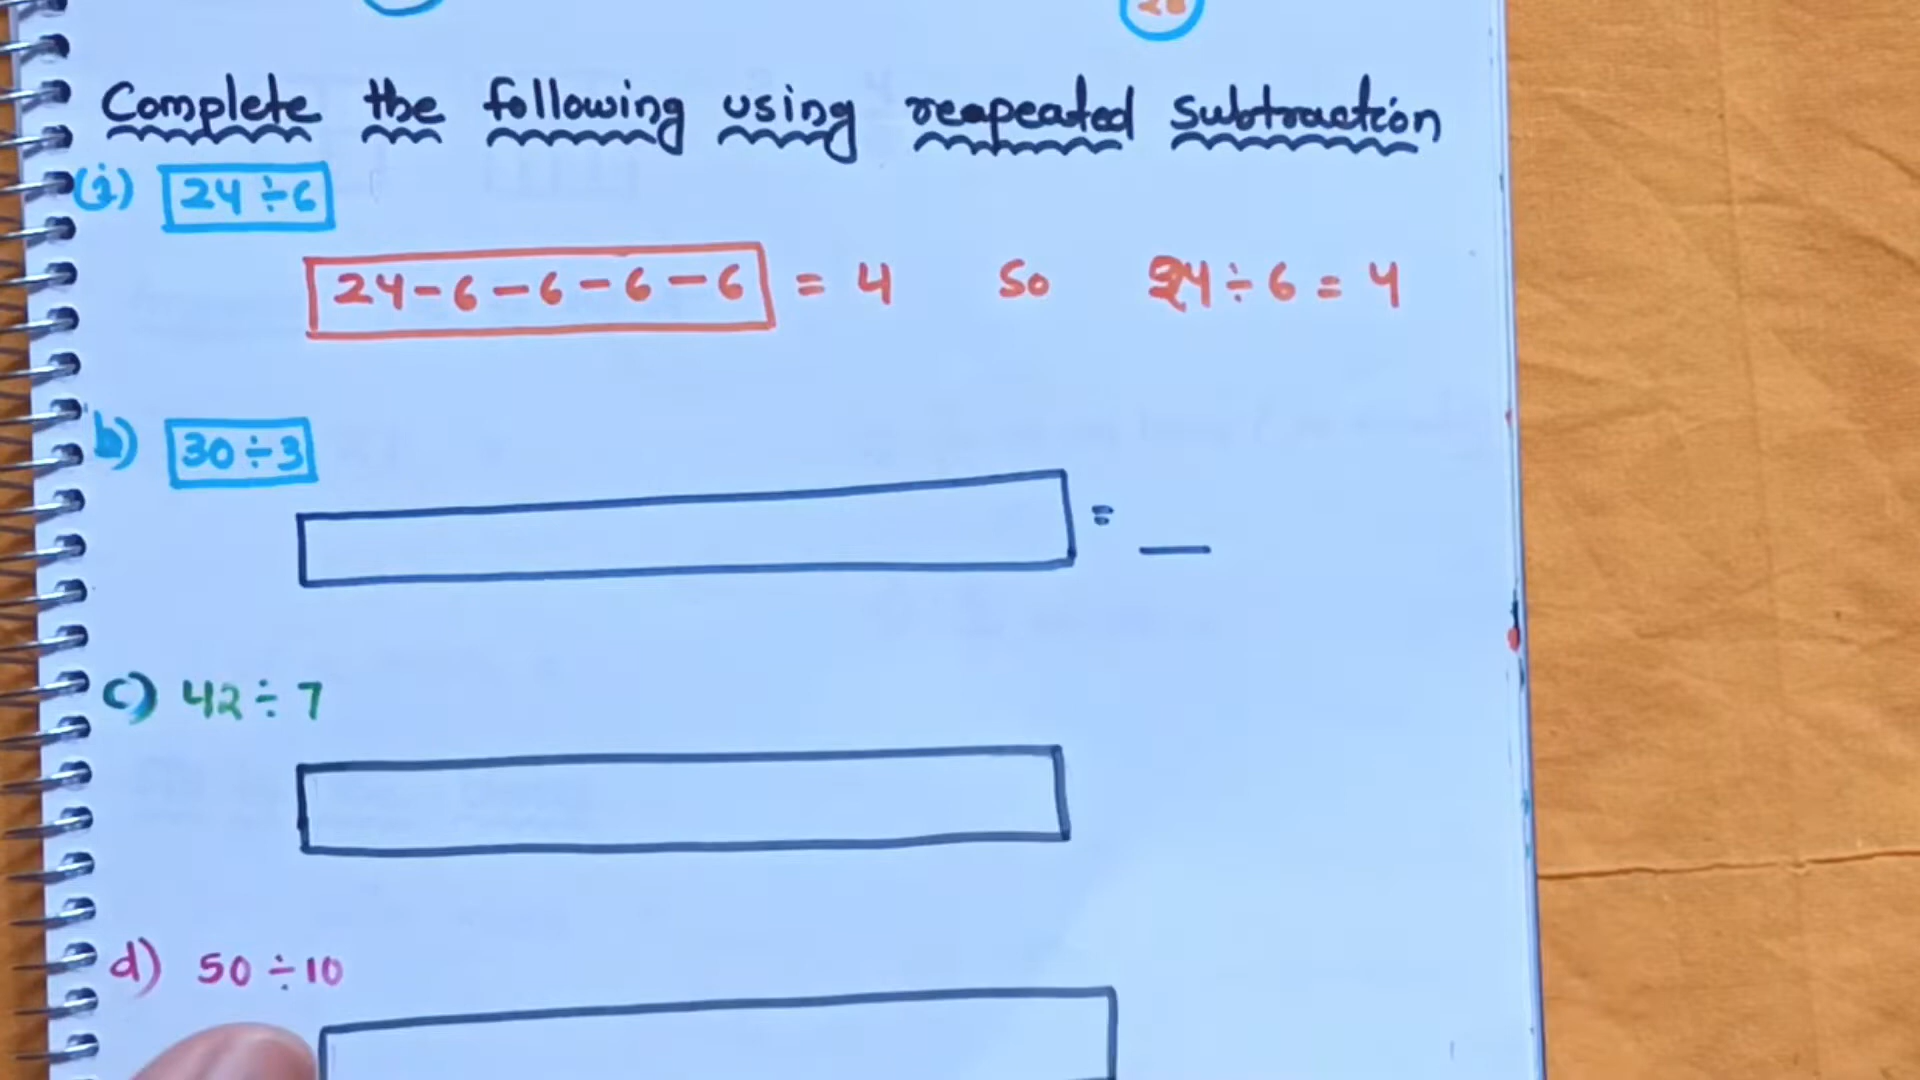 Complete the following using reapeated subtraction
(i) 24 ÷ 6
24 - 6 - 6 - 6 - 6 = 4 So 24 ÷ 6 = 4
b) 30 ÷ 3
= __
c) 42 ÷ 7
d) 50 ÷ 10